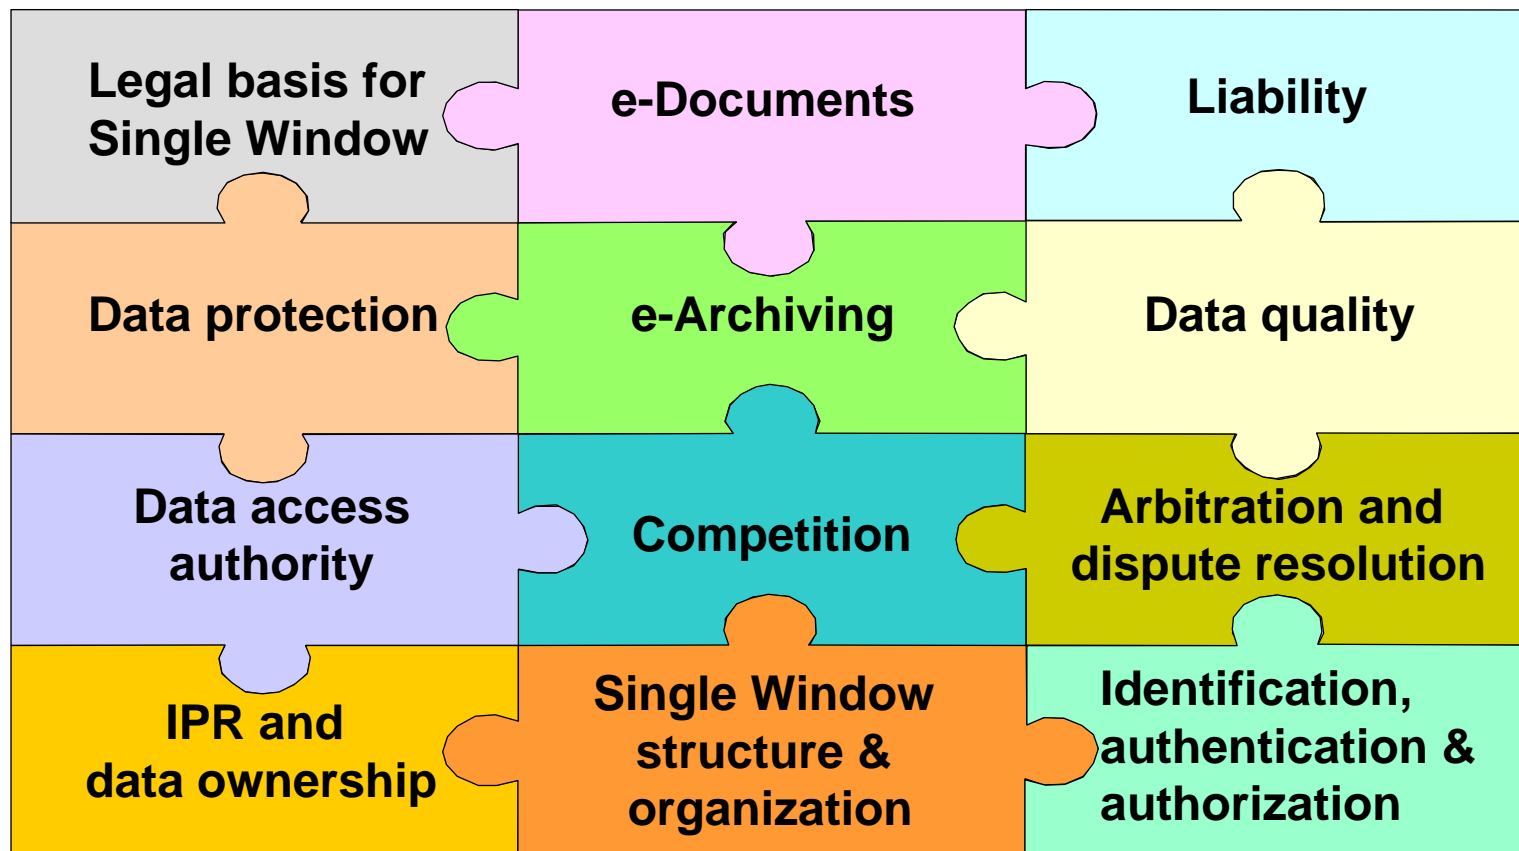 Legal basis for
Single Window
e-Documents
Liability
Data protection
e-Archiving
Data quality
Data access
authority
Competition
Arbitration and
dispute resolution
IPR and
data ownership
Single Window
structure &
organization
Identification,
authentication &
authorization